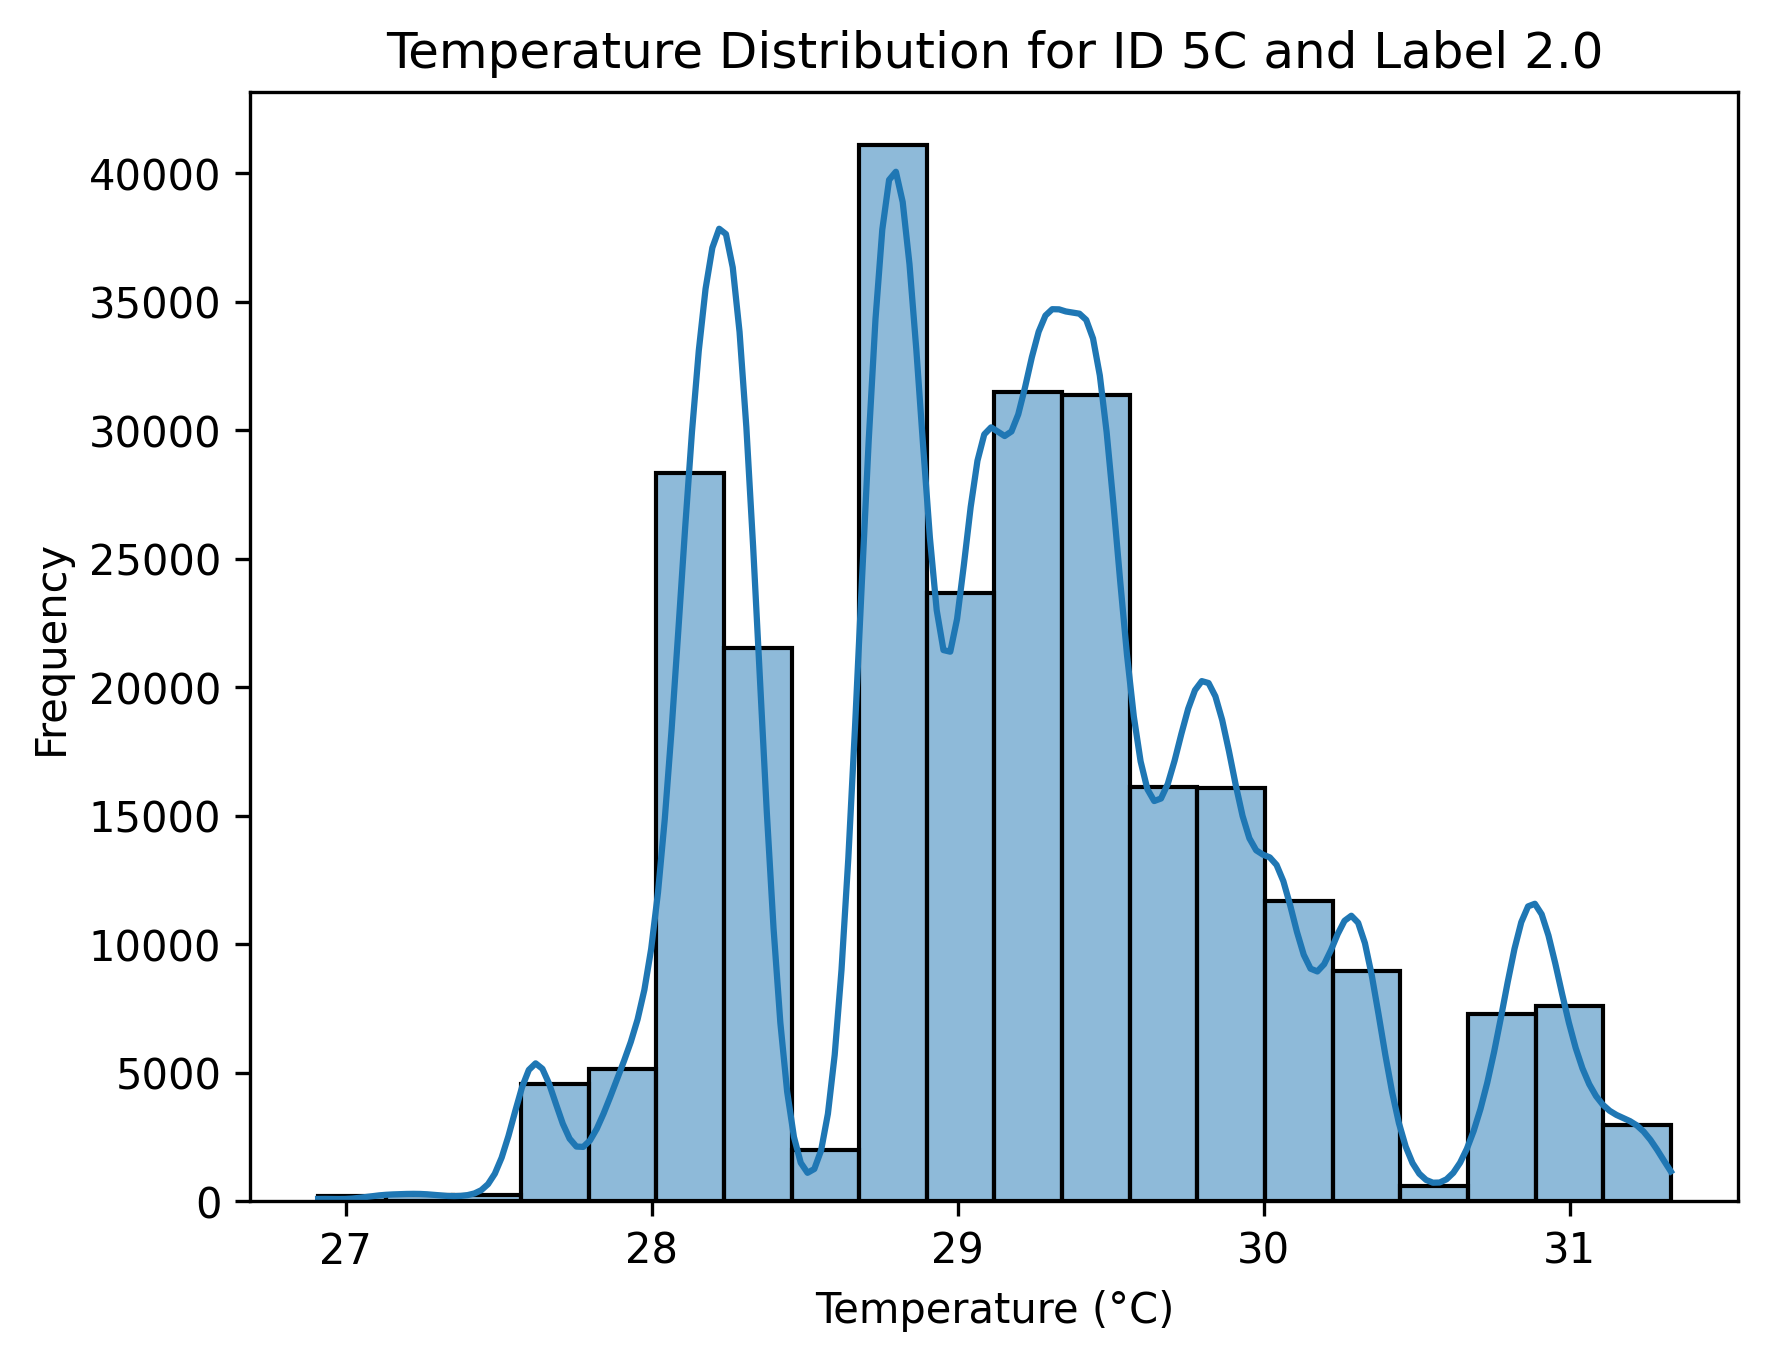 Temperature Distribution for ID 5C and Label 2.0
Frequency
40000
35000
30000
25000
20000
15000
10000
5000
0
27 28 29 30 31
Temperature (°C)